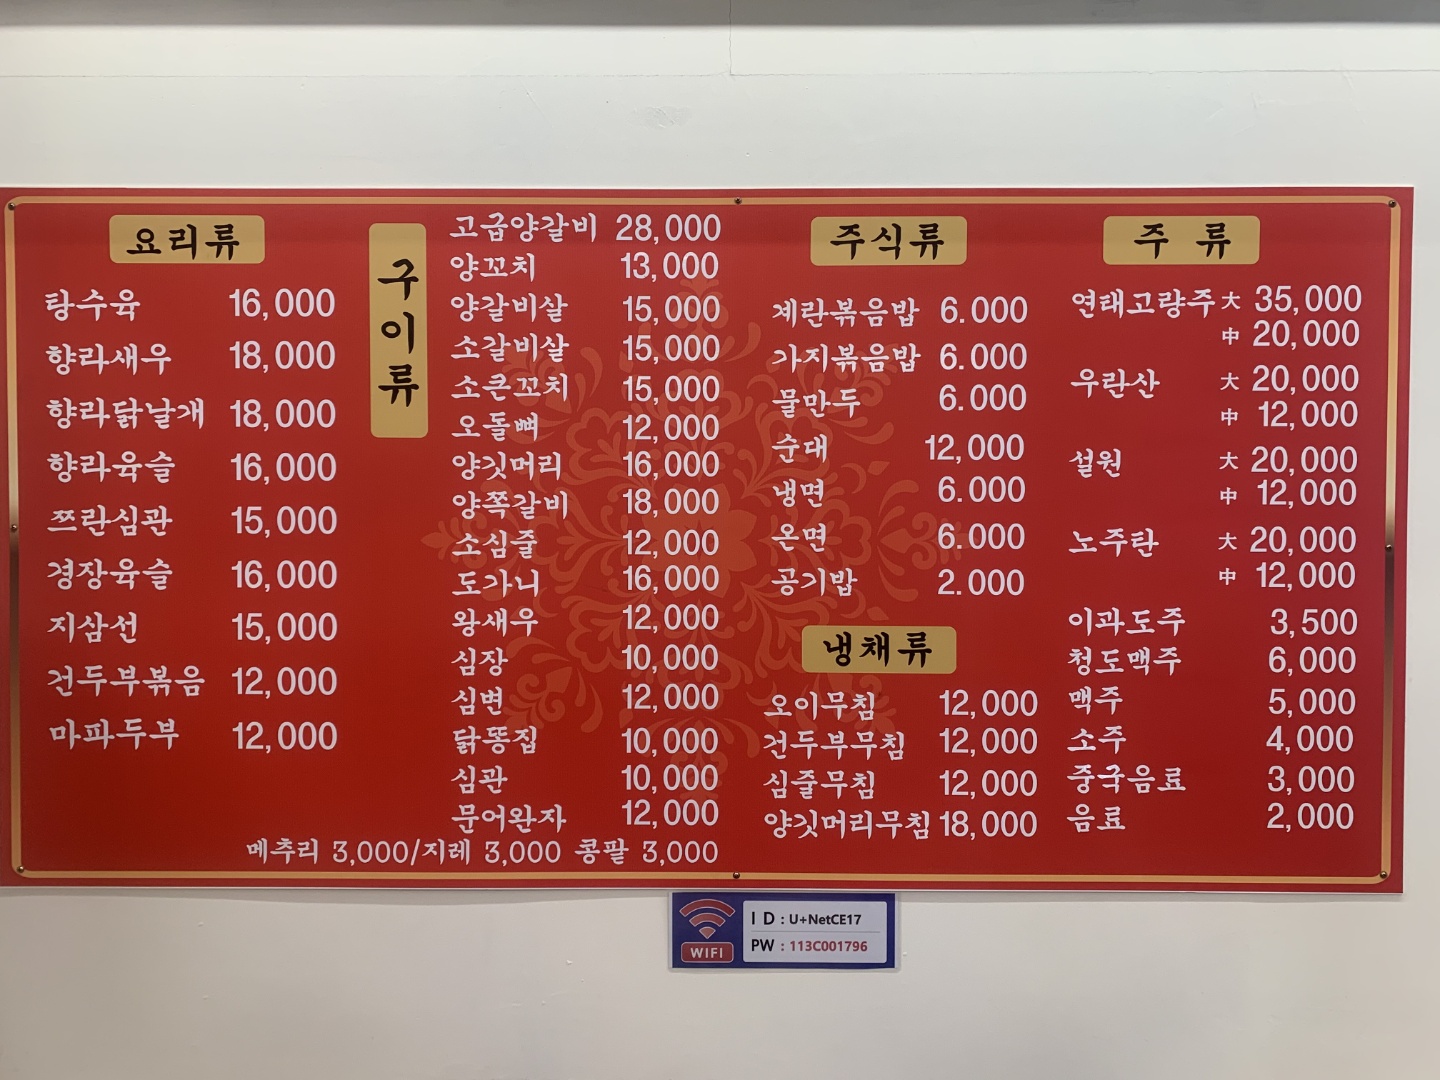 요리류
탕수육 16,000
향라새우 18,000
향라닭날개 18,000
향라육슬 16,000
쯔란심관 15,000
경장육슬 16,000
지삼선 15,000
건두부볶음 12,000
마파두부 12,000
구이류
고급양갈비 28,000
양꼬치 13,000
양갈비살 15,000
소갈비살 15,000
소큰꼬치 15,000
오돌뼈 12,000
양깃머리 16,000
양쪽갈비 18,000
소심줄 12,000
도가니 16,000
왕새우 12,000
심장 10,000
심변 12,000
닭똥집 10,000
심관 10,000
문어완자 12,000
메추리 3,000/지레 3,000 콩팔 3,000
주식류
계란볶음밥 6.000
가지볶음밥 6.000
물만두 6.000
순대 12,000
냉면 6.000
온면 6.000
공기밥 2.000
냉채류
오이무침 12,000
건두부무침 12,000
심줄무침 12,000
양깃머리무침 18,000
주 류
연태고량주 大 35,000
中 20,000
우란산 大 20,000
中 12,000
설원 大 20,000
中 12,000
노주탄 大 20,000
中 12,000
이과도주 3,500
청도맥주 6,000
맥주 5,000
소주 4,000
중국음료 3,000
음료 2,000
WIFI
ID : U+NetCE17
PW : 113C001796